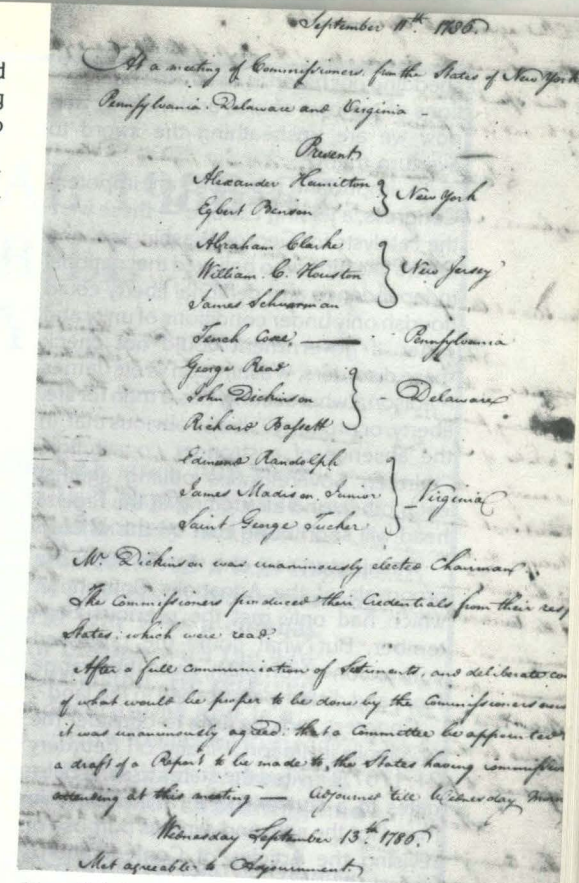 September 11th. 1786.
At a meeting of Commissioners from the States of New York
Pennsylvania. Delaware and Virginia -
Present
Alexander Hamilton
Egbert Benson } New York
Abraham Clarke
William. C. Houston } New Jersey
James Schuarman
Tench Coxe. — Pennsylvania
George Read
John Dickinson } - Delaware
Richard Bassett
Edmund Randolph
James Madison. Junior } - Virginia
Saint George Tucker
Mr. Dickinson was unanimously elected Chairman.
The Commissioners produced their Credentials from their resp
States; which were read.
After a full communication of Sentiments, and deliberate co
of what would be proper to be done by the Commissioners
it was unanimously agreed: that a Committee be appointed
a draft of a Report to be made to the States having
attending at this meeting — Adjourned till Wednesday
Wednesday September 13th. 1786.
Met agreeable to Adjournment